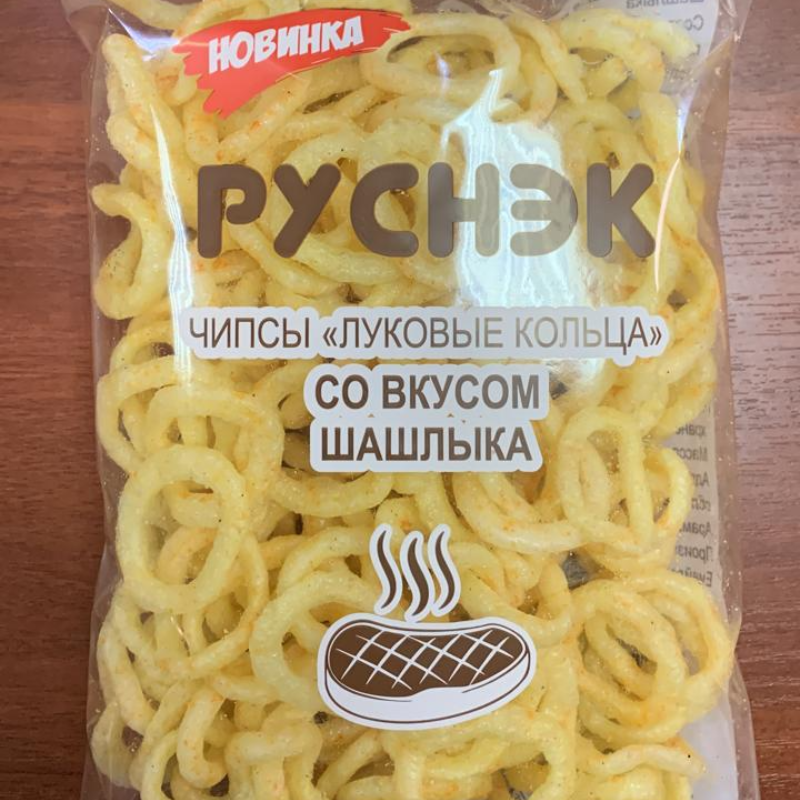 НОВИНКА
РУСНЭК
ЧИПСЫ «ЛУКОВЫЕ КОЛЬЦА»
СО ВКУСОМ
ШАШЛЫКА